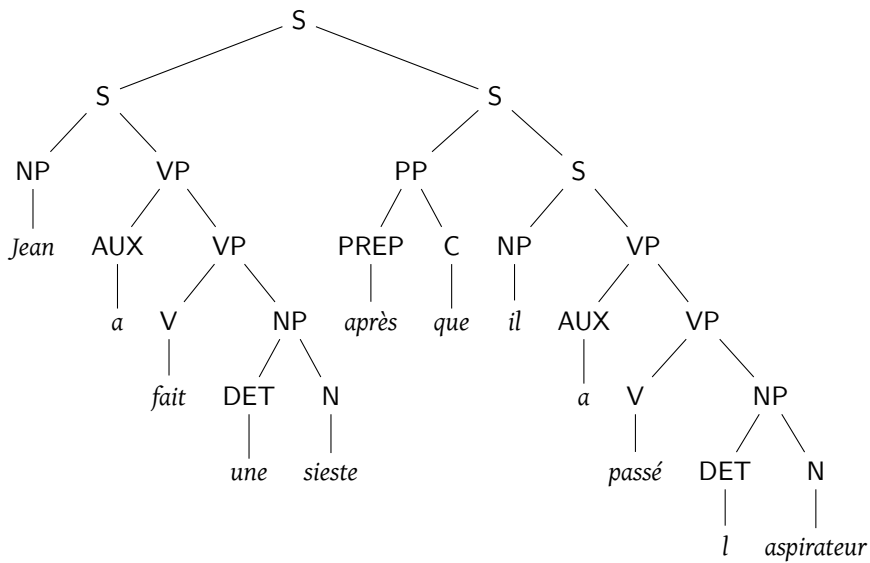 S
S S
NP VP PP S
Jean AUX VP PREP C NP VP
a V NP après que il AUX VP
fait DET N a V NP
une sieste passé DET N
l aspirateur